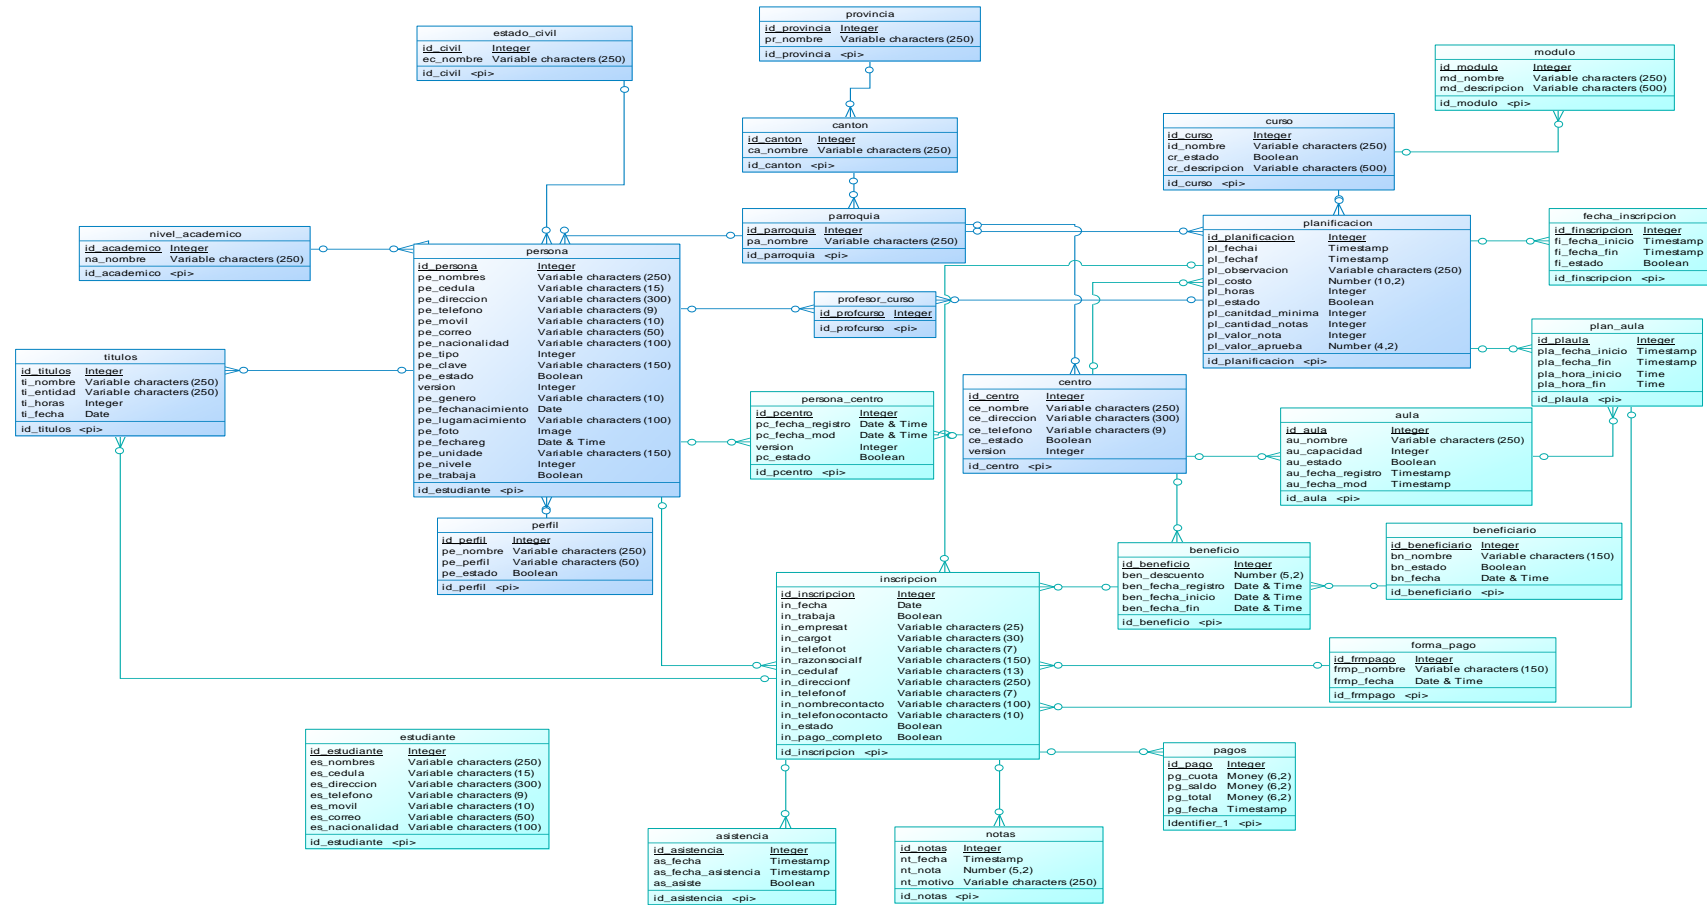 provincia
id_provincia Integer
pr_nombre Variable characters (250)
id_provincia <pi>
estado_civil
id_civil Integer
ec_nombre Variable characters (250)
id_civil <pi>
modulo
id_modulo Integer
md_nombre Variable characters (250)
md_descripcion Variable characters (500)
id_modulo <pi>
canton
id_canton Integer
ca_nombre Variable characters (250)
id_canton <pi>
curso
id_curso Integer
id_nombre Variable characters (250)
cr_estado Boolean
cr_descripcion Variable characters (500)
id_curso <pi>
nivel_academico
id_academico Integer
na_nombre Variable characters (250)
id_academico <pi>
parroquia
id_parroquia Integer
pa_nombre Variable characters (250)
id_parroquia <pi>
planificacion
id_planificacion Integer
pl_fechai Timestamp
pl_fechaf Timestamp
pl_observacion Variable characters (250)
pl_costo Number (10,2)
pl_horas Integer
pl_estado Boolean
pl_canitdad_minima Integer
pl_cantidad_notas Integer
pl_valor_nota Integer
pl_valor_aprueba Number (4,2)
id_planificacion <pi>
fecha_inscripcion
id_finscripcion Integer
fi_fecha_inicio Timestamp
fi_fecha_fin Timestamp
fi_estado Boolean
id_finscripcion <pi>
persona
id_persona Integer
pe_nombres Variable characters (250)
pe_cedula Variable characters (15)
pe_direccion Variable characters (300)
pe_telefono Variable characters (9)
pe_movil Variable characters (10)
pe_correo Variable characters (50)
pe_nacionalidad Variable characters (100)
pe_tipo Integer
pe_clave Variable characters (150)
pe_estado Boolean
version Integer
pe_genero Variable characters (10)
pe_fechanacimiento Date
pe_lugarnacimiento Variable characters (100)
pe_foto Image
pe_fechareg Date & Time
pe_unidade Variable characters (150)
pe_nivele Integer
pe_trabaja Boolean
id_estudiante <pi>
profesor_curso
id_profcurso Integer
id_profcurso <pi>
plan_aula
id_plaula Integer
pla_fecha_inicio Timestamp
pla_fecha_fin Timestamp
pla_hora_inicio Time
pla_hora_fin Time
id_plaula <pi>
titulos
id_titulos Integer
ti_nombre Variable characters (250)
ti_entidad Variable characters (250)
ti_horas Integer
ti_fecha Date
id_titulos <pi>
centro
id_centro Integer
ce_nombre Variable characters (250)
ce_direccion Variable characters (300)
ce_telefono Variable characters (9)
ce_estado Boolean
version Integer
id_centro <pi>
persona_centro
id_pcentro Integer
pc_fecha_registro Date & Time
pc_fecha_mod Date & Time
version Integer
pc_estado Boolean
id_pcentro <pi>
aula
id_aula Integer
au_nombre Variable characters (250)
au_capacidad Integer
au_estado Boolean
au_fecha_registro Timestamp
au_fecha_mod Timestamp
id_aula <pi>
perfil
id_perfil Integer
pe_nombre Variable characters (250)
pe_perfil Variable characters (50)
pe_estado Boolean
id_perfil <pi>
beneficiario
id_beneficiario Integer
bn_nombre Variable characters (150)
bn_estado Boolean
bn_fecha Date & Time
id_beneficiario <pi>
beneficio
id_beneficio Integer
ben_descuento Number (5,2)
ben_fecha_registro Date & Time
ben_fecha_inicio Date & Time
ben_fecha_fin Date & Time
id_beneficio <pi>
inscripcion
id_inscripcion Integer
in_fecha Date
in_trabaja Boolean
in_empresat Variable characters (25)
in_cargot Variable characters (30)
in_telefonot Variable characters (7)
in_razonsocialf Variable characters (150)
in_cedulaf Variable characters (13)
in_direccionf Variable characters (250)
in_telefonof Variable characters (7)
in_nombrecontacto Variable characters (100)
in_telefonocontacto Variable characters (10)
in_estado Boolean
in_pago_completo Boolean
id_inscripcion <pi>
forma_pago
id_frmpago Integer
frmp_nombre Variable characters (150)
frmp_fecha Date & Time
id_frmpago <pi>
estudiante
id_estudiante Integer
es_nombres Variable characters (250)
es_cedula Variable characters (15)
es_direccion Variable characters (300)
es_telefono Variable characters (9)
es_movil Variable characters (10)
es_correo Variable characters (50)
es_nacionalidad Variable characters (100)
id_estudiante <pi>
pagos
id_pago Integer
pg_cuota Money (6,2)
pg_saldo Money (6,2)
pg_total Money (6,2)
pg_fecha Timestamp
Identifier_1 <pi>
asistencia
id_asistencia Integer
as_fecha Timestamp
as_fecha_asistencia Timestamp
as_asiste Boolean
id_asistencia <pi>
notas
id_notas Integer
nt_fecha Timestamp
nt_nota Number (5,2)
nt_motivo Variable characters (250)
id_notas <pi>